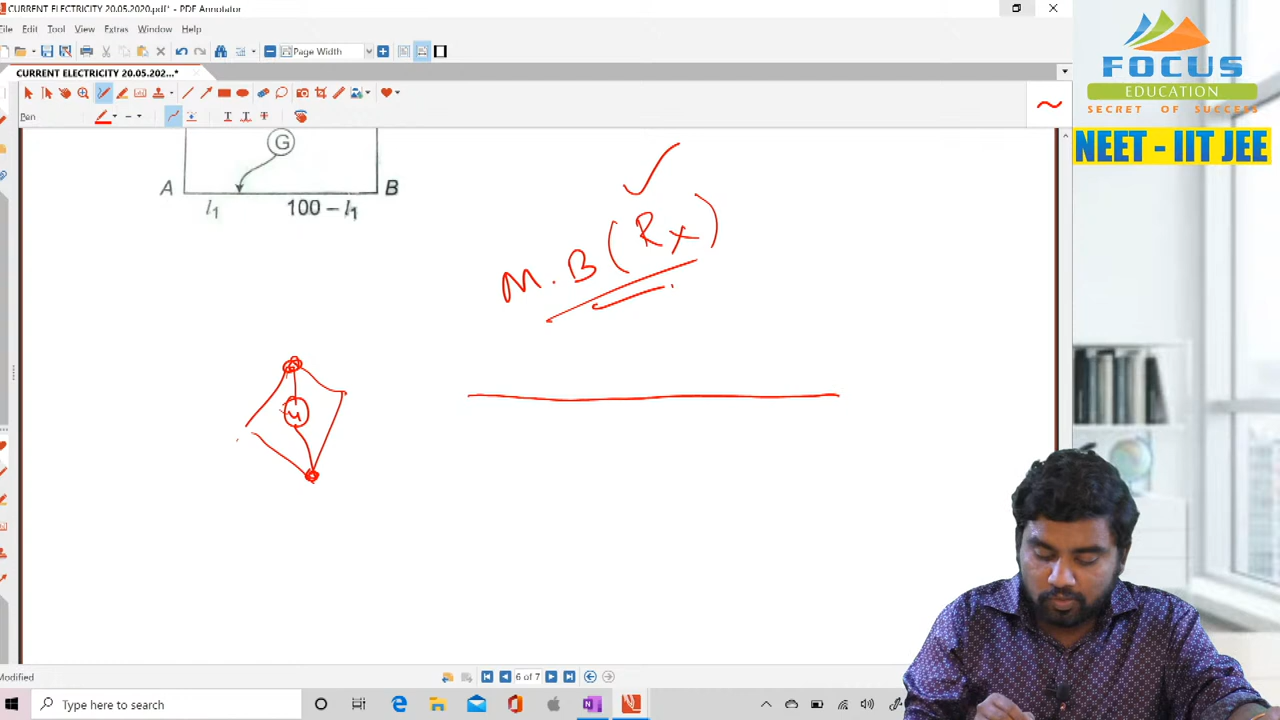 CURRENT ELECTRICITY 20.05.2020.pdf* - PDF Annotator
File Edit Tool View Extras Window Help
Page Width
CURRENT ELECTRICITY 20.05.202...*
Pen
FOCUS
EDUCATION
SECRET OF SUCCESS
NEET - IIT JEE
G
A
B
l₁
100 – l₁
M.B (Rx)
Modified
6 of 7
Type here to search